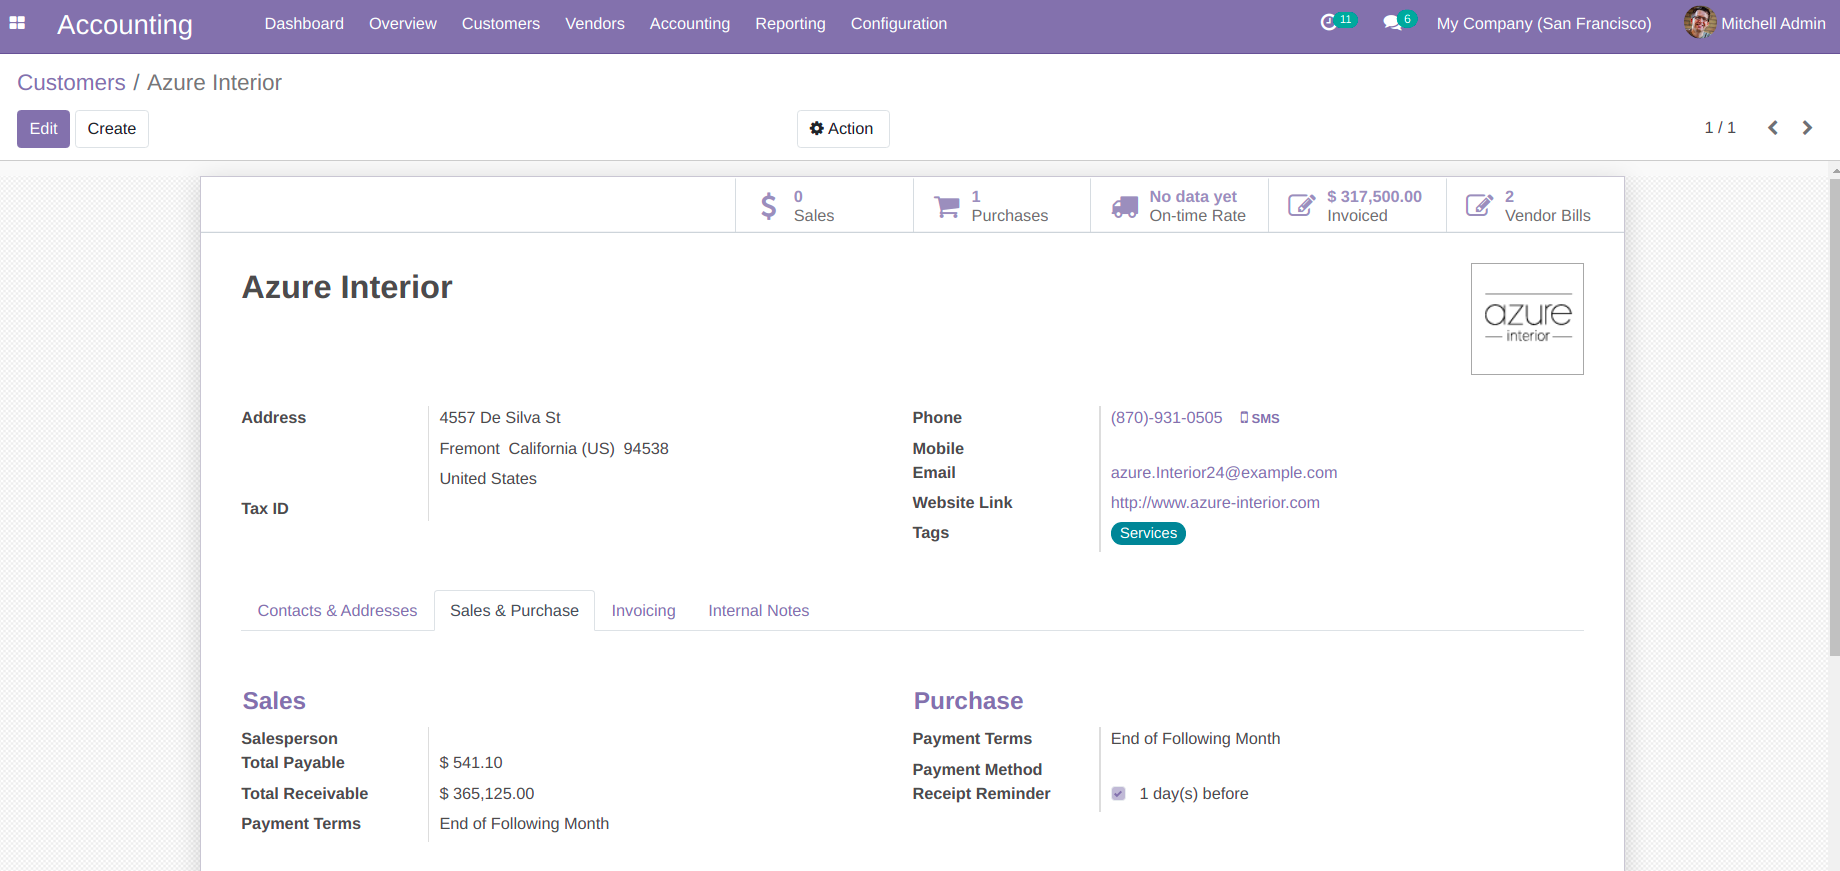 Accounting Dashboard Overview Customers Vendors Accounting Reporting Configuration 11 6 My Company (San Francisco) Mitchell Admin
Customers / Azure Interior
Edit Create Action 1 / 1
0 Sales
1 Purchases
No data yet On-time Rate
$ 317,500.00 Invoiced
2 Vendor Bills
Azure Interior
azure
interior
Address 4557 De Silva St
Fremont California (US) 94538
United States
Tax ID
Phone (870)-931-0505 SMS
Mobile
Email azure.Interior24@example.com
Website Link http://www.azure-interior.com
Tags Services
Contacts & Addresses Sales & Purchase Invoicing Internal Notes
Sales
Salesperson
Total Payable $ 541.10
Total Receivable $ 365,125.00
Payment Terms End of Following Month
Purchase
Payment Terms End of Following Month
Payment Method
Receipt Reminder 1 day(s) before